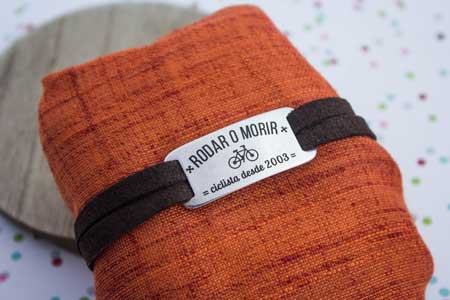 × RODAR O MORIR ×
= ciclista desde 2003 =